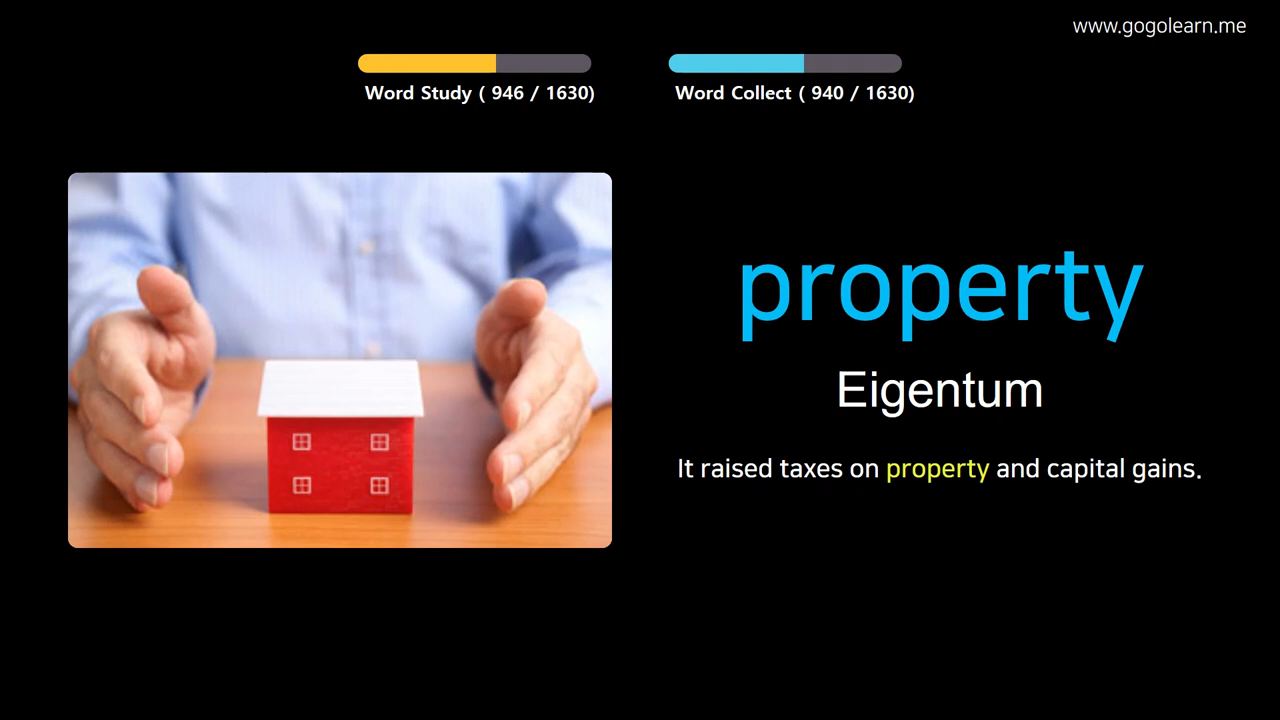 www.gogolearn.me
Word Study ( 946 / 1630)
Word Collect ( 940 / 1630)
property
Eigentum
It raised taxes on property and capital gains.